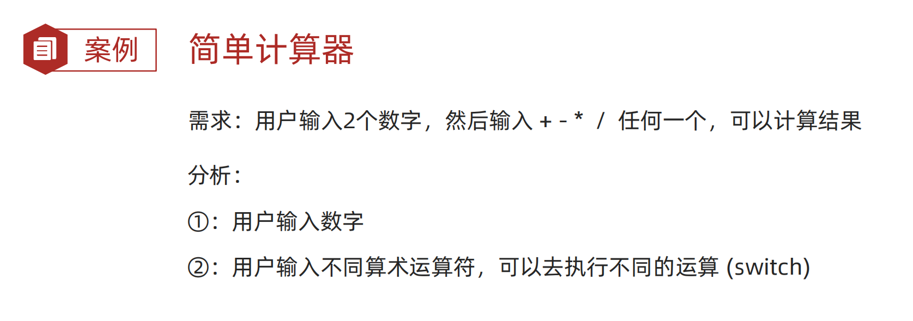 案例 简单计算器
需求：用户输入2个数字，然后输入 + - * / 任何一个，可以计算结果
分析：
①：用户输入数字
②：用户输入不同算术运算符，可以去执行不同的运算 (switch)